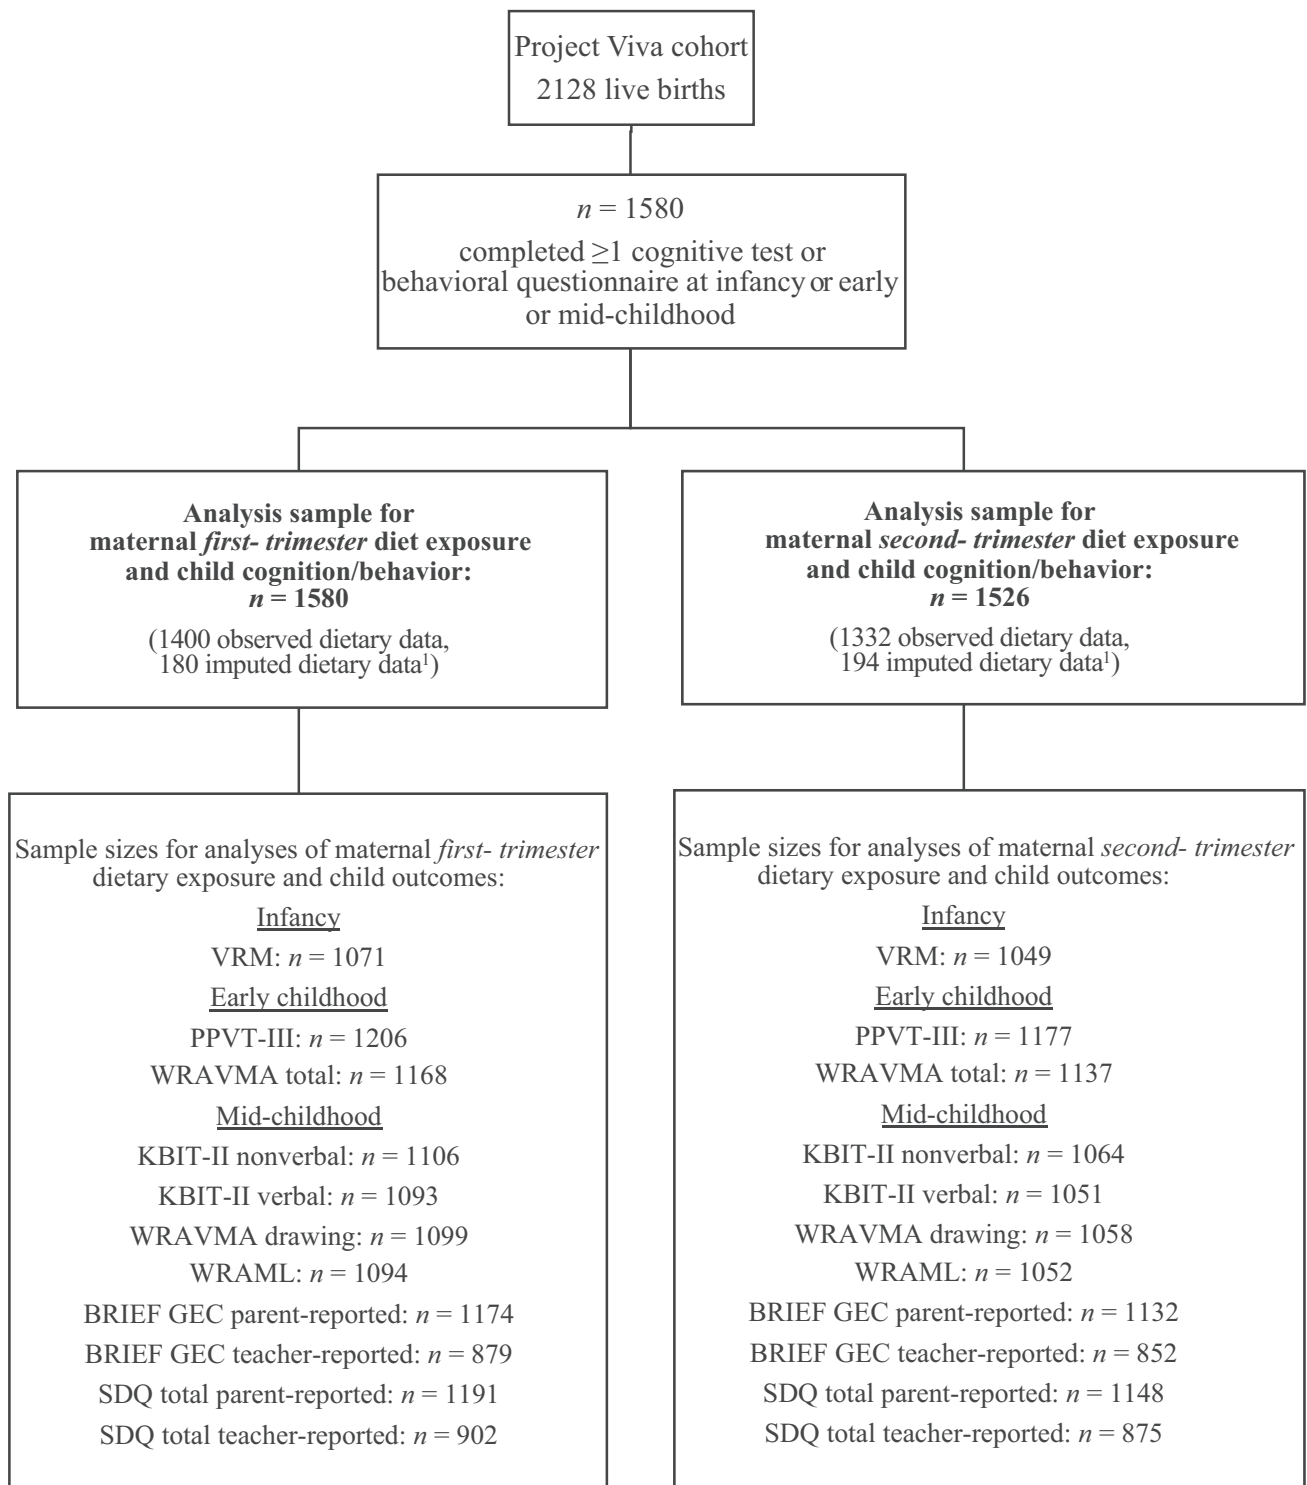 Project Viva cohort
2128 live births
n = 1580
completed ≥1 cognitive test or
behavioral questionnaire at infancy or early
or mid-childhood
Analysis sample for
maternal first- trimester diet exposure
and child cognition/behavior:
n = 1580
(1400 observed dietary data,
180 imputed dietary data¹)
Analysis sample for
maternal second- trimester diet exposure
and child cognition/behavior:
n = 1526
(1332 observed dietary data,
194 imputed dietary data¹)
Sample sizes for analyses of maternal first- trimester
dietary exposure and child outcomes:
Infancy
VRM: n = 1071
Early childhood
PPVT-III: n = 1206
WRAVMA total: n = 1168
Mid-childhood
KBIT-II nonverbal: n = 1106
KBIT-II verbal: n = 1093
WRAVMA drawing: n = 1099
WRAML: n = 1094
BRIEF GEC parent-reported: n = 1174
BRIEF GEC teacher-reported: n = 879
SDQ total parent-reported: n = 1191
SDQ total teacher-reported: n = 902
Sample sizes for analyses of maternal second- trimester
dietary exposure and child outcomes:
Infancy
VRM: n = 1049
Early childhood
PPVT-III: n = 1177
WRAVMA total: n = 1137
Mid-childhood
KBIT-II nonverbal: n = 1064
KBIT-II verbal: n = 1051
WRAVMA drawing: n = 1058
WRAML: n = 1052
BRIEF GEC parent-reported: n = 1132
BRIEF GEC teacher-reported: n = 852
SDQ total parent-reported: n = 1148
SDQ total teacher-reported: n = 875